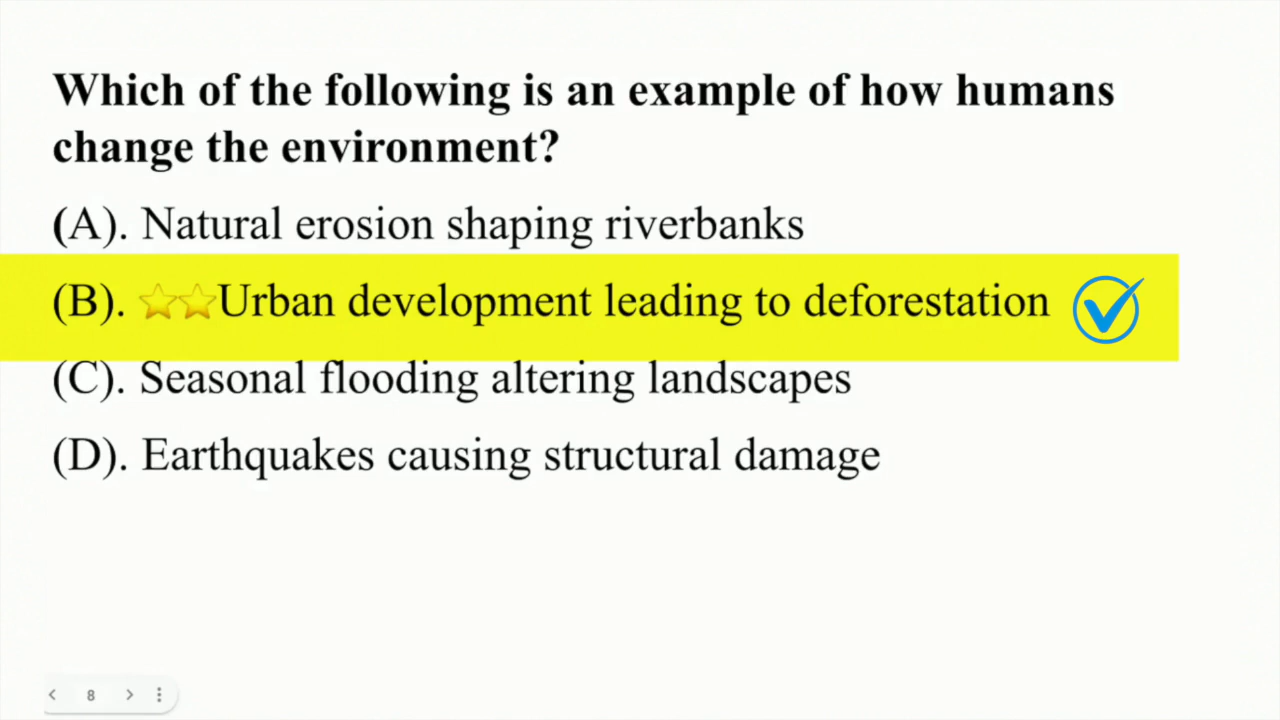 Which of the following is an example of how humans
change the environment?
(A). Natural erosion shaping riverbanks
(B). ⭐⭐Urban development leading to deforestation
(C). Seasonal flooding altering landscapes
(D). Earthquakes causing structural damage
8